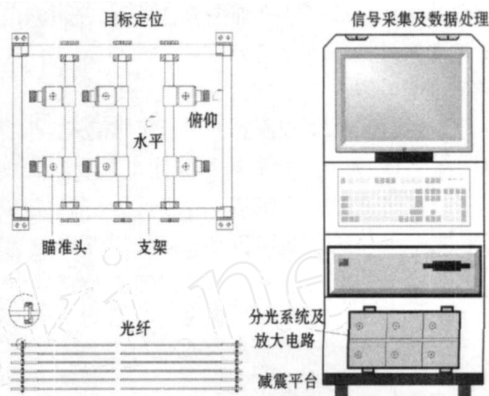 目标定位
信号采集及数据处理
俯仰
水平
瞄准头
支架
光纤
分光系统及
放大电路
减震平台